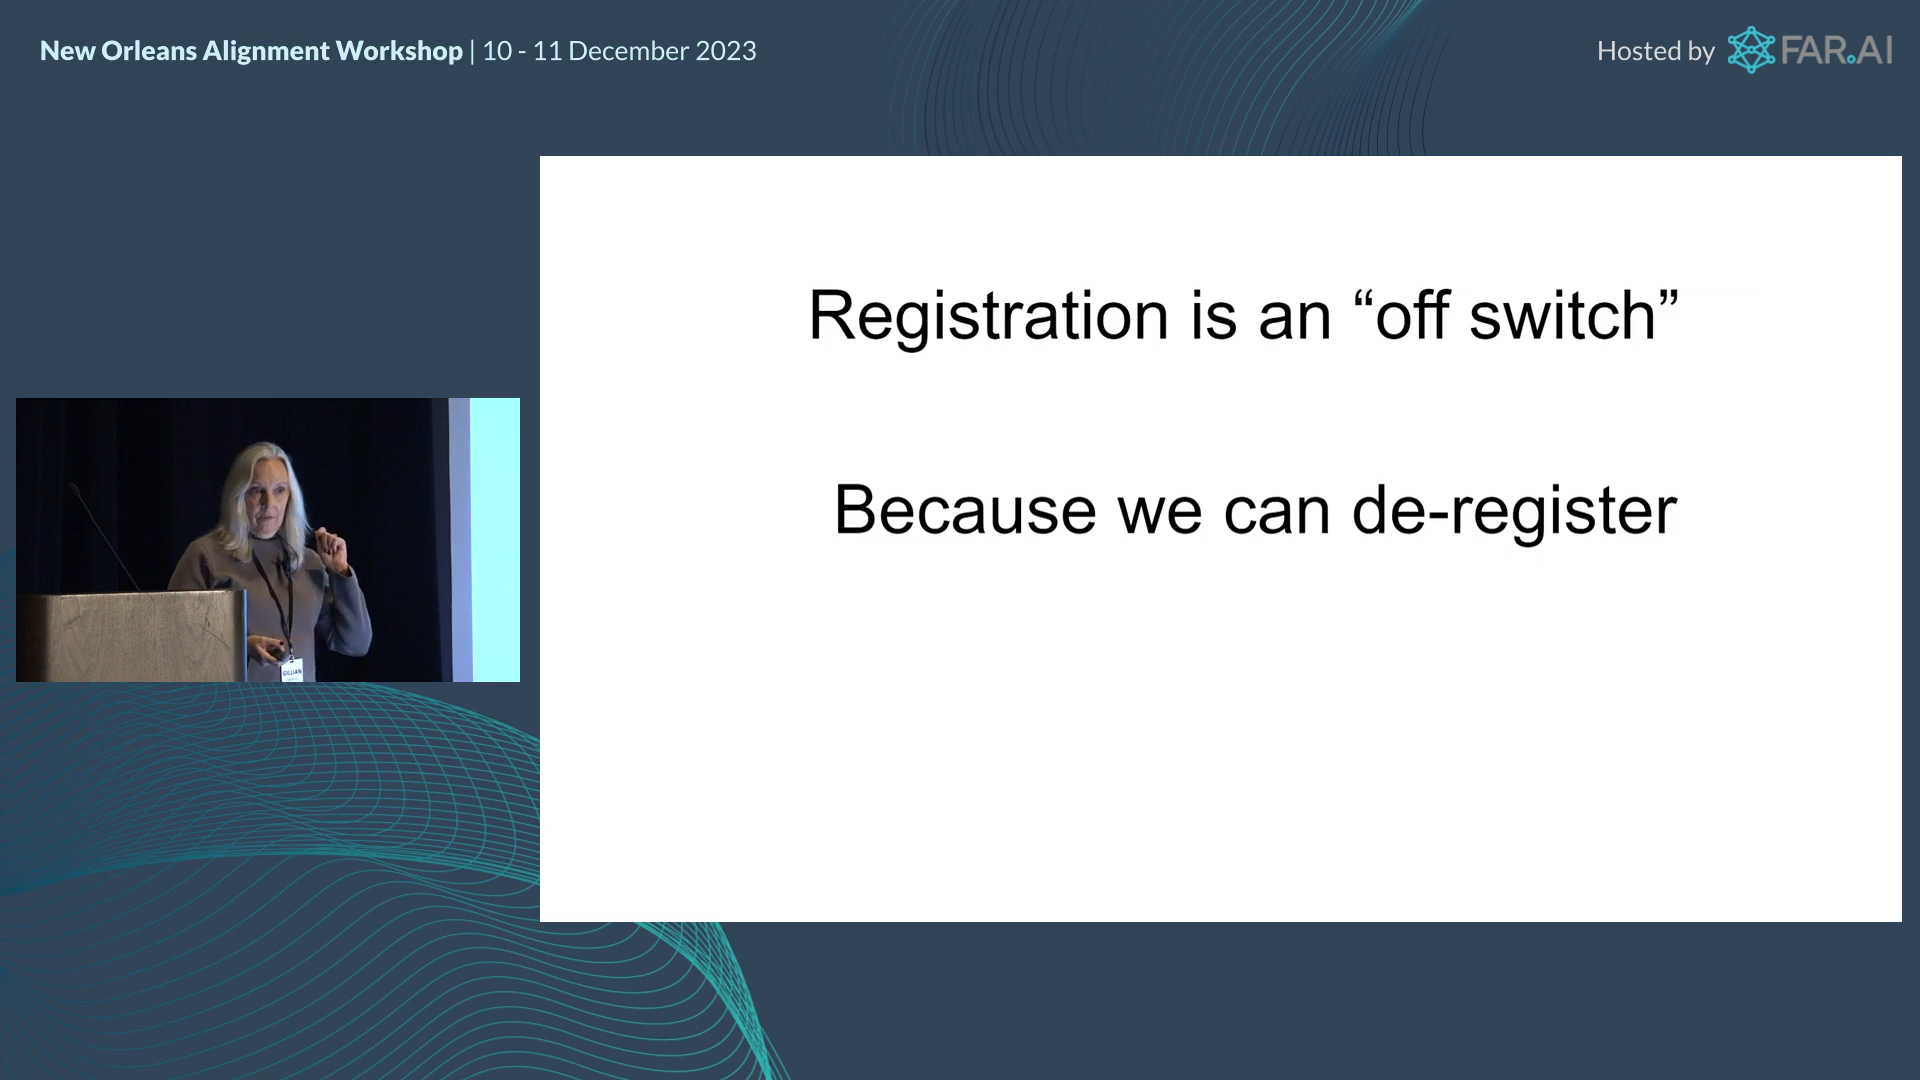 New Orleans Alignment Workshop | 10 - 11 December 2023
Hosted by FAR.AI
Registration is an “off switch”
Because we can de-register
GILLIAN